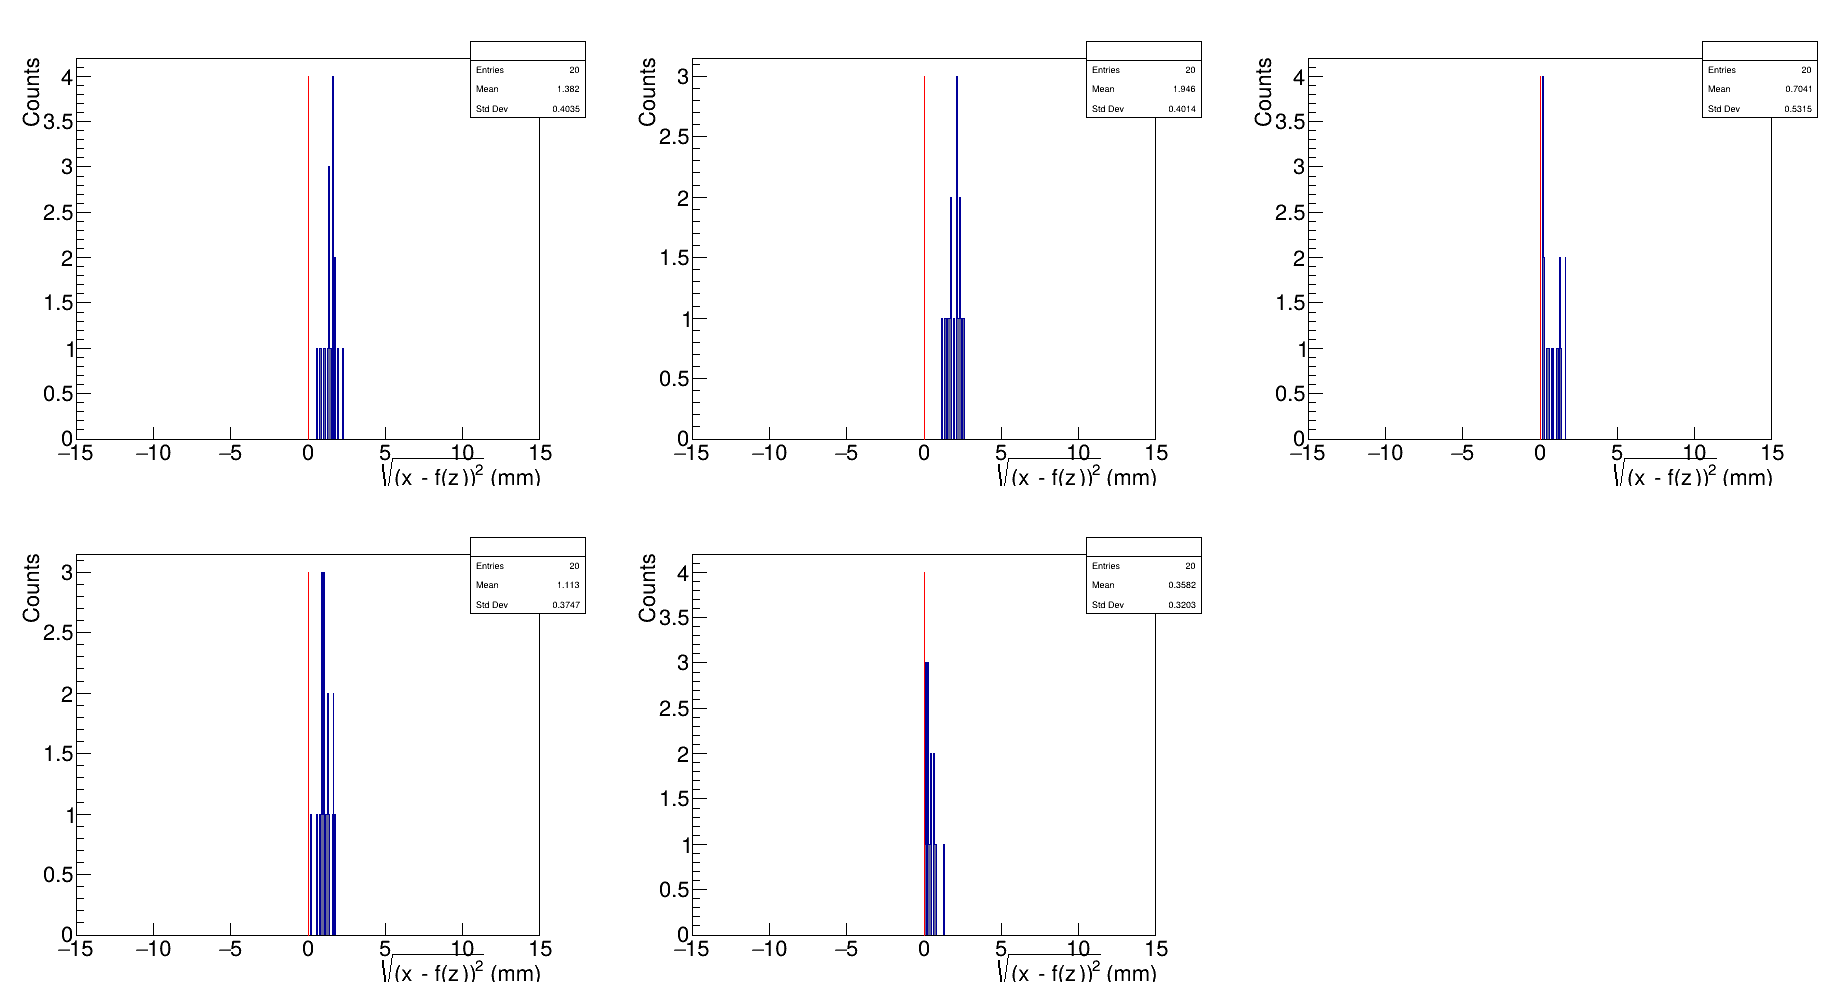 Counts
Entries 20
Mean 1.382
Std Dev 0.4035
4
3.5
3
2.5
2
1.5
1
0.5
0
−15 −10 −5 0 5 10 15
√(x - f(z))² (mm)
Counts
Entries 20
Mean 1.946
Std Dev 0.4014
3
2.5
2
1.5
1
0.5
0
−15 −10 −5 0 5 10 15
√(x - f(z))² (mm)
Counts
Entries 20
Mean 0.7041
Std Dev 0.5315
4
3.5
3
2.5
2
1.5
1
0.5
0
−15 −10 −5 0 5 10 15
√(x - f(z))² (mm)
Counts
Entries 20
Mean 1.113
Std Dev 0.3747
3
2.5
2
1.5
1
0.5
0
−15 −10 −5 0 5 10 15
√(x - f(z))² (mm)
Counts
Entries 20
Mean 0.3582
Std Dev 0.3203
4
3.5
3
2.5
2
1.5
1
0.5
0
−15 −10 −5 0 5 10 15
√(x - f(z))² (mm)